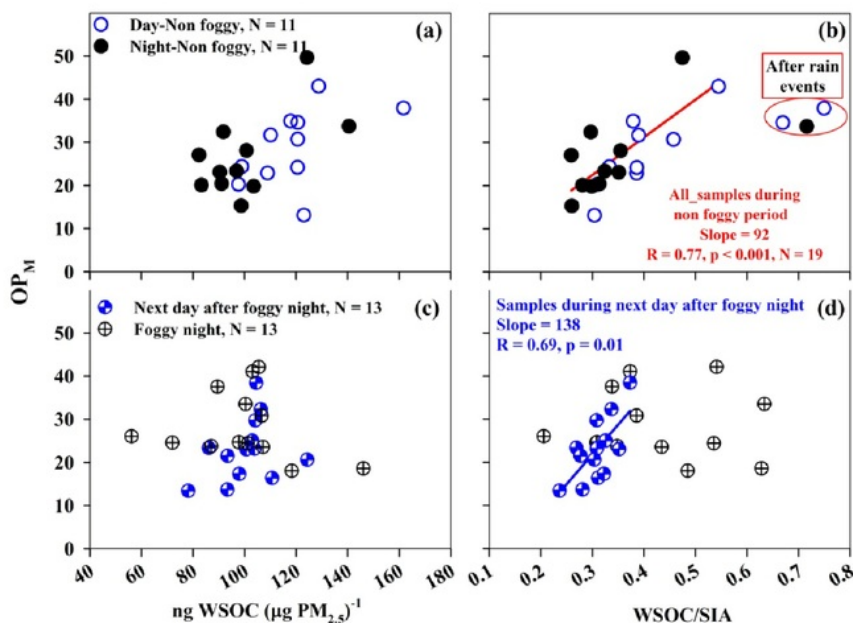 Day-Non foggy, N = 11
Night-Non foggy, N = 11
(a)
50
40
30
20
10
0
(b)
After rain
events
All_samples during
non foggy period
Slope = 92
R = 0.77, p < 0.001, N = 19
OP_M
Next day after foggy night, N = 13
Foggy night, N = 13
(c)
50
40
30
20
10
0
40
60
80
100
120
140
160
180
ng WSOC (μg PM₂.₅)⁻¹
Samples during next day after foggy night
(d)
Slope = 138
R = 0.69, p = 0.01
0.1
0.2
0.3
0.4
0.5
0.6
0.7
0.8
WSOC/SIA